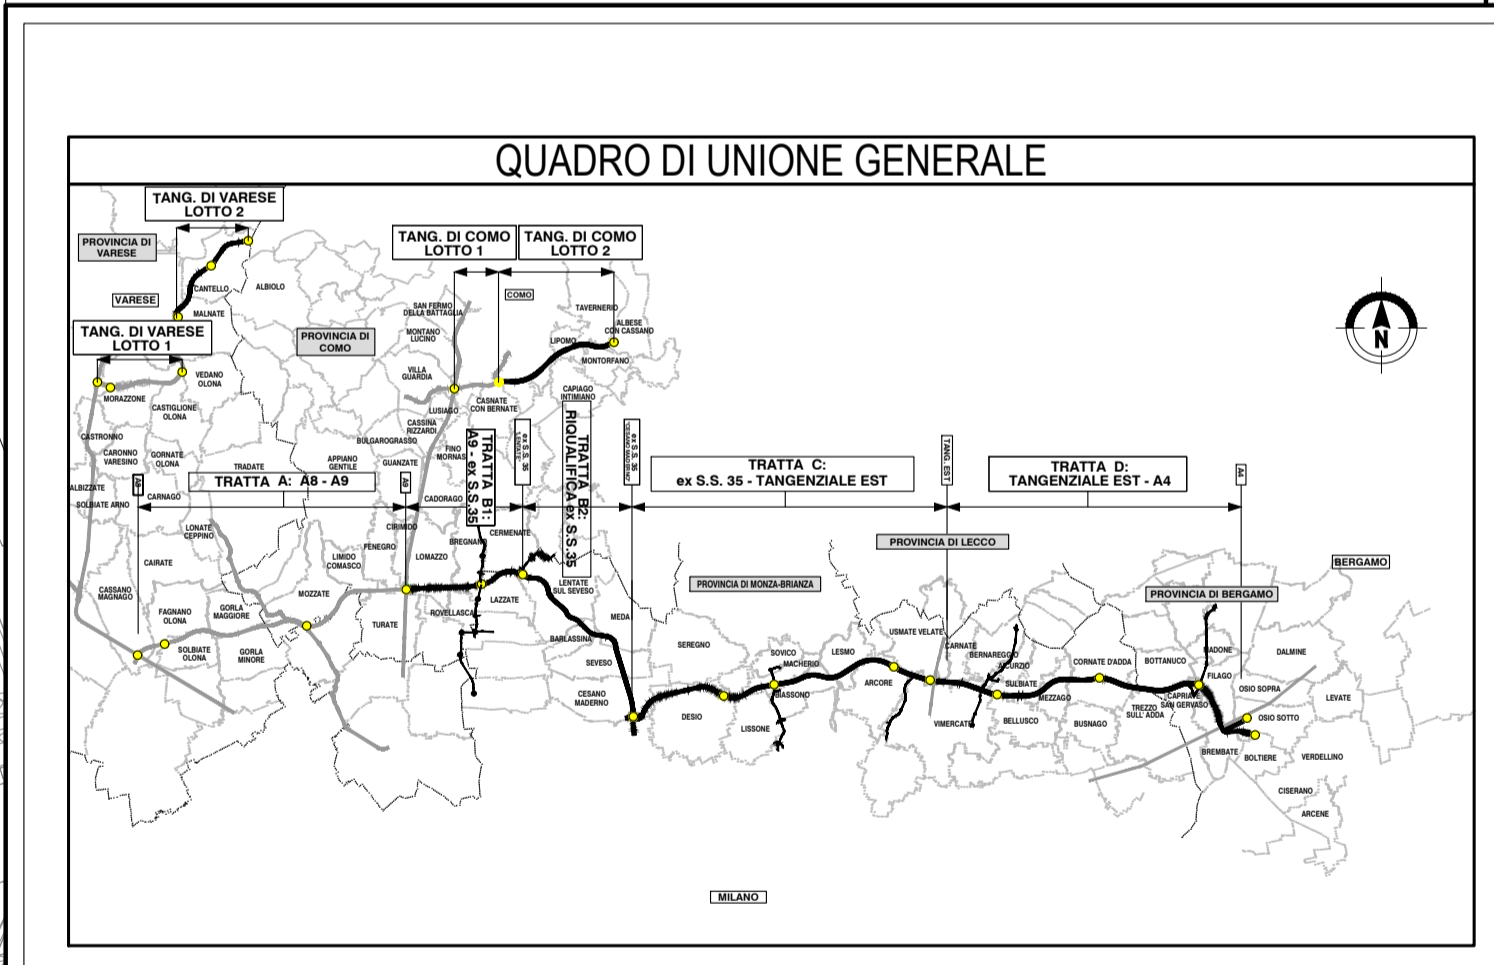 QUADRO DI UNIONE GENERALE
TANG. DI VARESE
LOTTO 2
PROVINCIA DI
VARESE
CANTELLO
ALBIOLO
VARESE
MALNATE
TANG. DI VARESE
LOTTO 1
VEDANO
OLONA
MORAZZONE
CASTIGLIONE
OLONA
PROVINCIA DI
COMO
TANG. DI COMO
LOTTO 1
TANG. DI COMO
LOTTO 2
COMO
SAN FERMO
DELLA BATTAGLIA
MONTANO
LUCINO
VILLA
GUARDIA
TAVERNERIO
ALBESE
CON CASSANO
LIPOMO
MONTORFANO
CAPIAGO
INTIMIANO
LUSIAGO
CASNATE
CON BERNATE
CASSINA
RIZZARDI
BULGAROGRASSO
FINO
MORNAS
N
CASTRONNO
CARONNO
VARESINO
GORNATE
OLONA
TRADATE
APPIANO
GENTILE
GUANZATE
ALBIZZATE
SOLBIATE ARNO
CARNAGO
CADORAGO
TRATTA A: A8 - A9
A9
TRATTA B1:
A9 - ex S.S.35
ex S.S. 35
TRATTA B2:
RIQUALIFICA ex S.S.35
ex S.S. 35
TRATTA C:
ex S.S. 35 - TANGENZIALE EST
TANG. EST
TRATTA D:
TANGENZIALE EST - A4
A4
LONATE
CEPPINO
CIRIMIDO
FENEGRO
LOMAZZO
BREGNANO
CERMENATE
CAIRATE
LIMIDO
COMASCO
CASSANO
MAGNAGO
MOZZATE
FAGNANO
OLONA
GORLA
MAGGIORE
TURATE
ROVELLASCA
LAZZATE
LENTATE
SUL SEVESO
MEDA
SOLBIATE
OLONA
GORLA
MINORE
BARLASSINA
SEVESO
CESANO
MADERNO
PROVINCIA DI LECCO
PROVINCIA DI MONZA-BRIANZA
BERGAMO
PROVINCIA DI BERGAMO
SEREGNO
SOVICO
MACHERIO
LESMO
USMATE VELATE
CARNATE
BERNAREGGIO
AICURZIO
SULBIATE
MEZZAGO
CORNATE D'ADDA
BOTTANUCO
MADONE
FILAGO
DALMINE
OSIO SOPRA
LEVATE
DESIO
LISSONE
BIASSONO
ARCORE
VIMERCATE
BELLUSCO
BUSNAGO
TREZZO
SULL' ADDA
CAPRIATE
SAN GERVASO
OSIO SOTTO
BREMBATE
BOLTIERE
VERDELLINO
CISERANO
ARCENE
MILANO